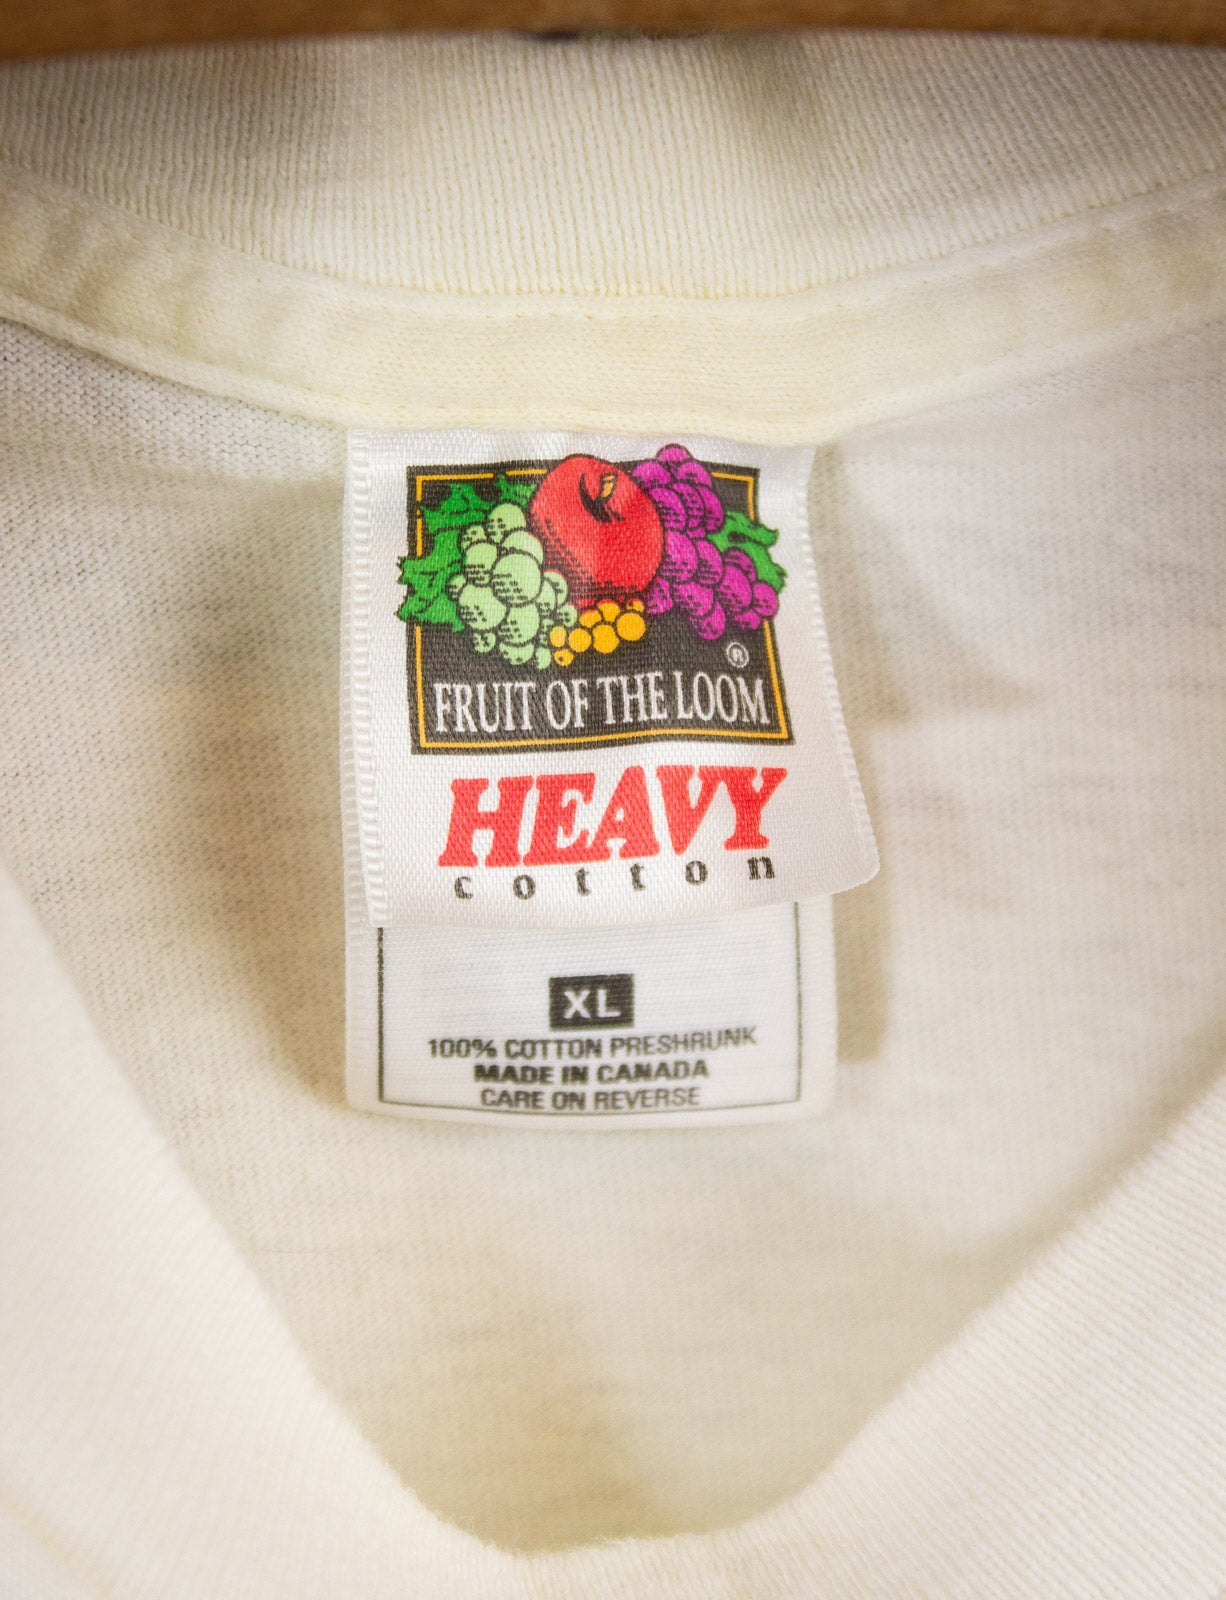 ®
FRUIT OF THE LOOM
HEAVY
cotton
XL
100% COTTON PRESHRUNK
MADE IN CANADA
CARE ON REVERSE